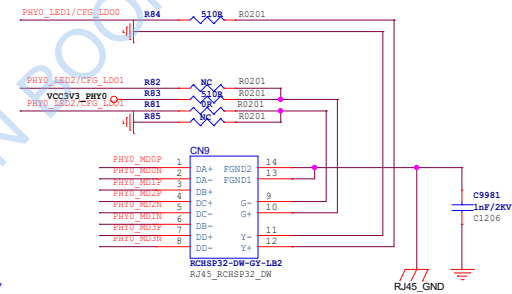 PHY0_LED1/CFG_LDO0 R84 510R R0201
PHY0_LED2/CFG_LDO1 R82 NC R0201
VCC3V3_PHY0 R83 510R R0201
PHY0_LED2/CFG_LDO1 R81 0R R0201
R85 NC R0201
CN9
PHY0_MD0P 1 DA+ FGND2 14
PHY0_MD0N 2 DA- FGND1 13
PHY0_MD1P 3 DB+
PHY0_MD2P 4 DC+ G- 9
PHY0_MD2N 5 DC- G+ 10
PHY0_MD1N 6 DB-
PHY0_MD3P 7 DD+ Y- 11
PHY0_MD3N 8 DD- Y+ 12
RCHSP32-DW-GY-LB2
RJ45_RCHSP32_DW
C9981
1nF/2KV
C1206
RJ45_GND